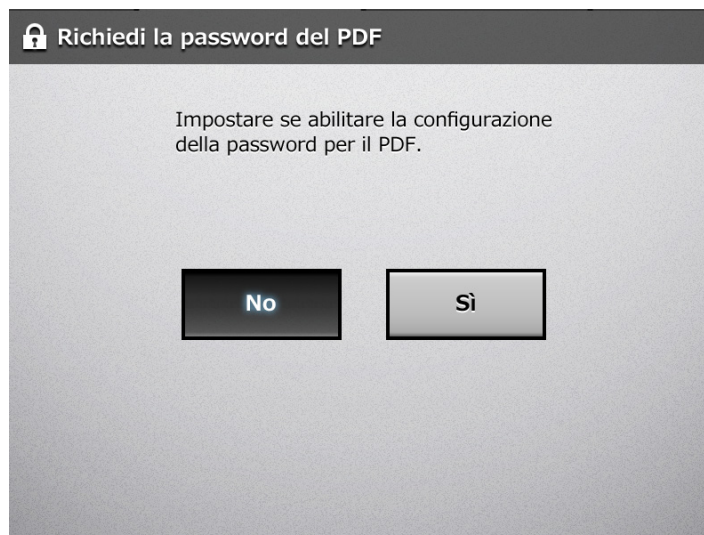 Richiedi la password del PDF
Impostare se abilitare la configurazione
della password per il PDF.
No
Sì